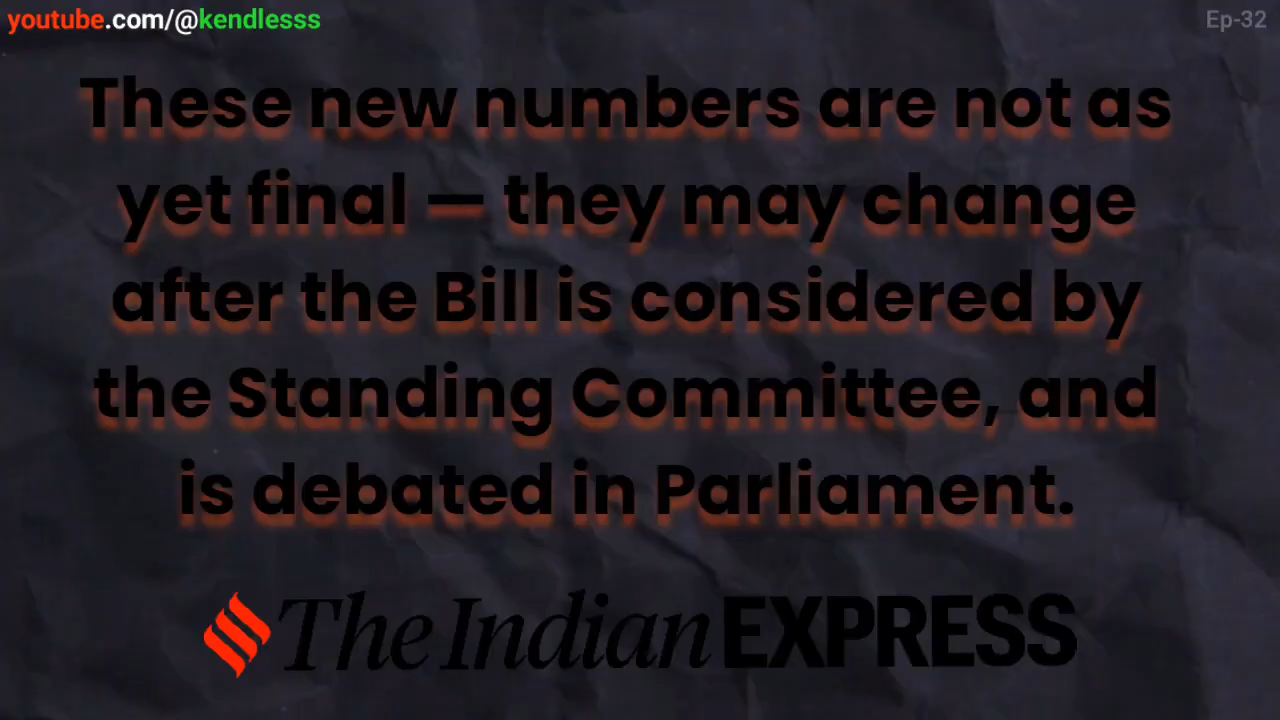 youtube.com/@kendlesss
Ep-32
These new numbers are not as
yet final — they may change
after the Bill is considered by
the Standing Committee, and
is debated in Parliament.
The Indian EXPRESS